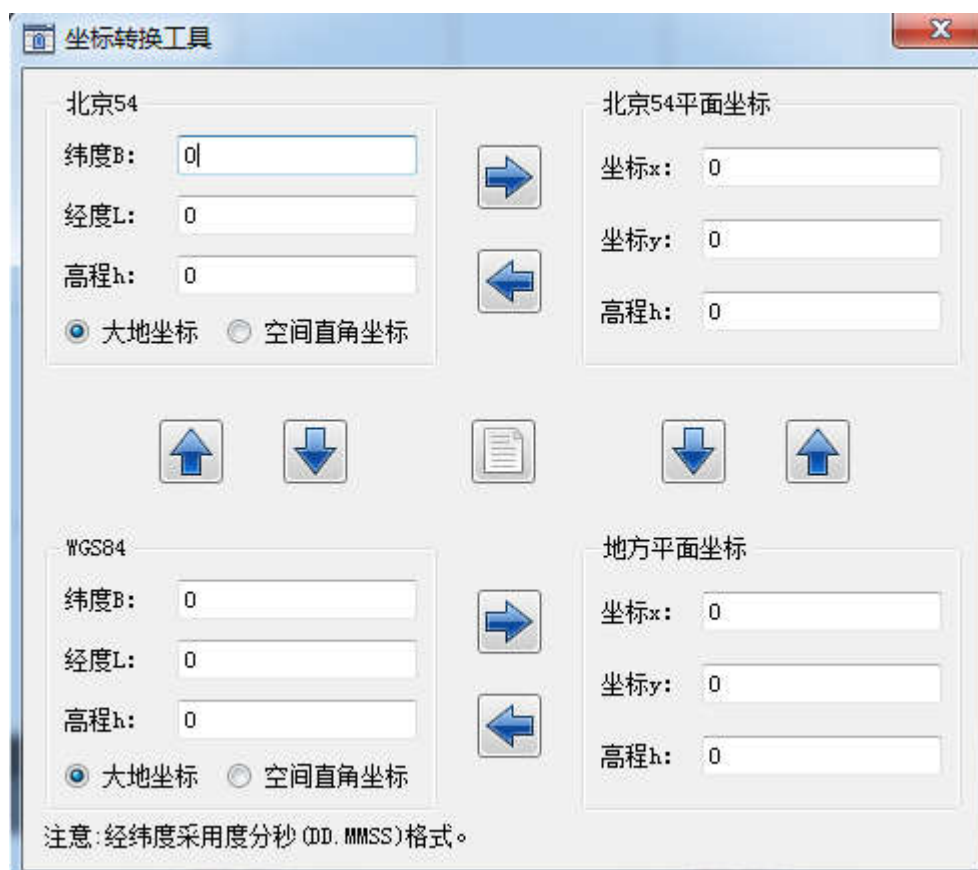 坐标转换工具
北京54
纬度B: 0
经度L: 0
高程h: 0
大地坐标 空间直角坐标
北京54平面坐标
坐标x: 0
坐标y: 0
高程h: 0
WGS84
纬度B: 0
经度L: 0
高程h: 0
大地坐标 空间直角坐标
地方平面坐标
坐标x: 0
坐标y: 0
高程h: 0
注意:经纬度采用度分秒(DD.MMSS)格式。